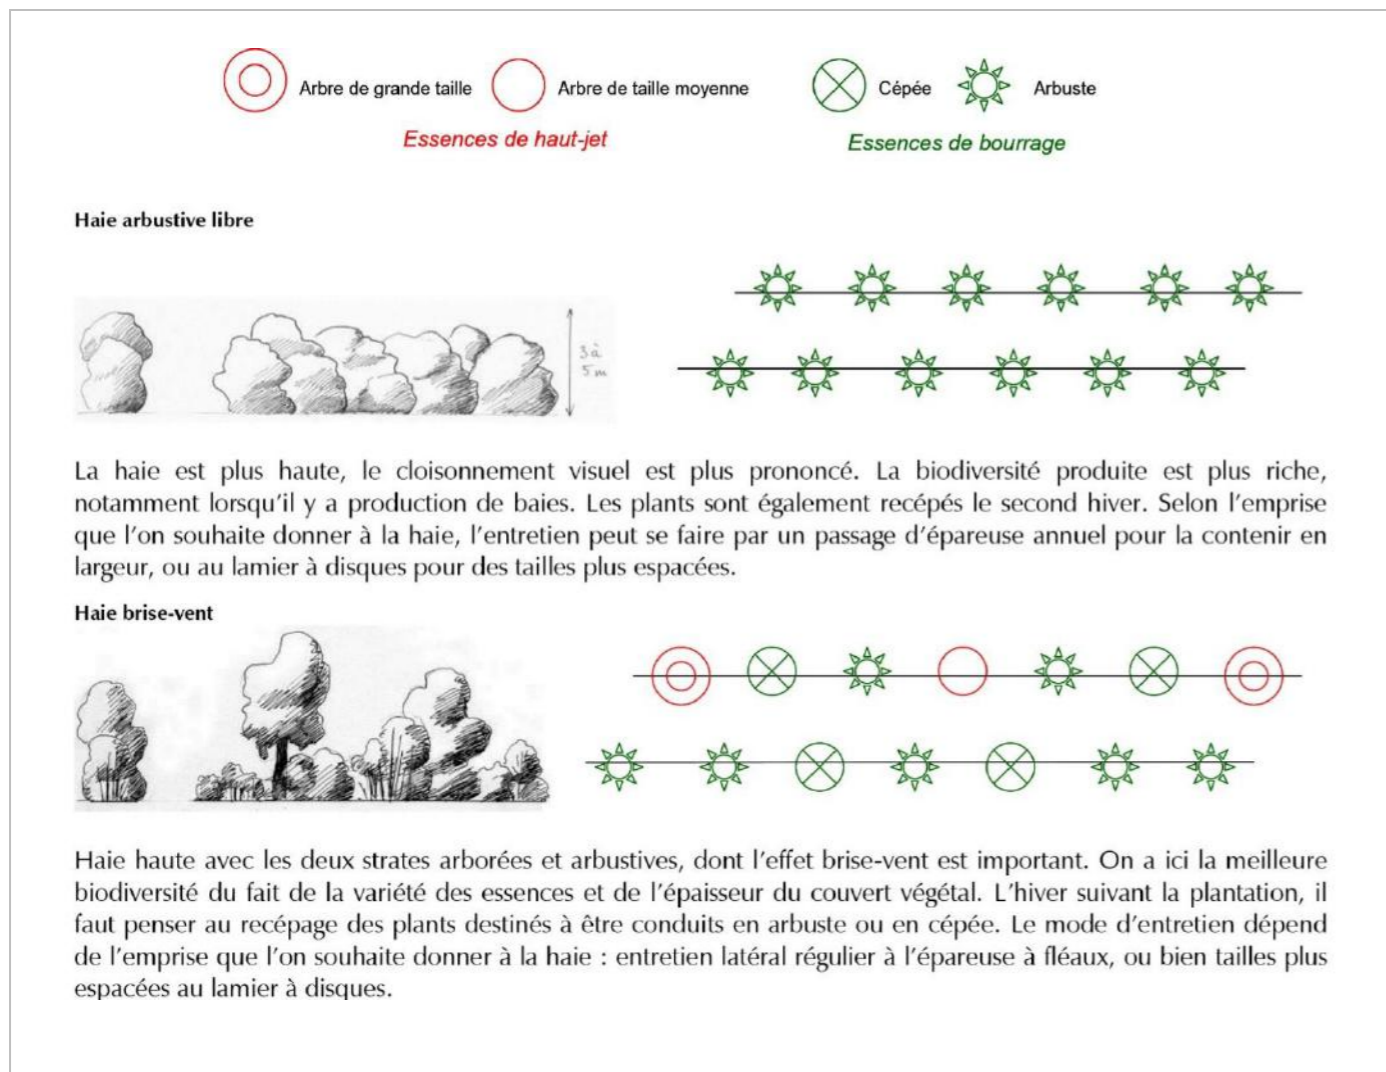 Arbre de grande taille Arbre de taille moyenne Cépée Arbuste
Essences de haut-jet Essences de bourrage
Haie arbustive libre
3 à
5 m
La haie est plus haute, le cloisonnement visuel est plus prononcé. La biodiversité produite est plus riche,
notamment lorsqu'il y a production de baies. Les plants sont également recépés le second hiver. Selon l'emprise
que l'on souhaite donner à la haie, l'entretien peut se faire par un passage d'épareuse annuel pour la contenir en
largeur, ou au lamier à disques pour des tailles plus espacées.
Haie brise-vent
Haie haute avec les deux strates arborées et arbustives, dont l'effet brise-vent est important. On a ici la meilleure
biodiversité du fait de la variété des essences et de l'épaisseur du couvert végétal. L'hiver suivant la plantation, il
faut penser au recépage des plants destinés à être conduits en arbuste ou en cépée. Le mode d'entretien dépend
de l'emprise que l'on souhaite donner à la haie : entretien latéral régulier à l'épareuse à fléaux, ou bien tailles plus
espacées au lamier à disques.